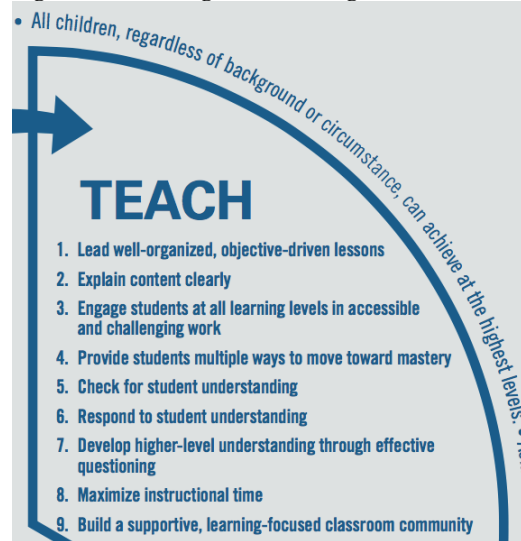 • All children, regardless of background or circumstance, can achieve at the highest levels. •
TEACH
1. Lead well-organized, objective-driven lessons
2. Explain content clearly
3. Engage students at all learning levels in accessible
and challenging work
4. Provide students multiple ways to move toward mastery
5. Check for student understanding
6. Respond to student understanding
7. Develop higher-level understanding through effective
questioning
8. Maximize instructional time
9. Build a supportive, learning-focused classroom community